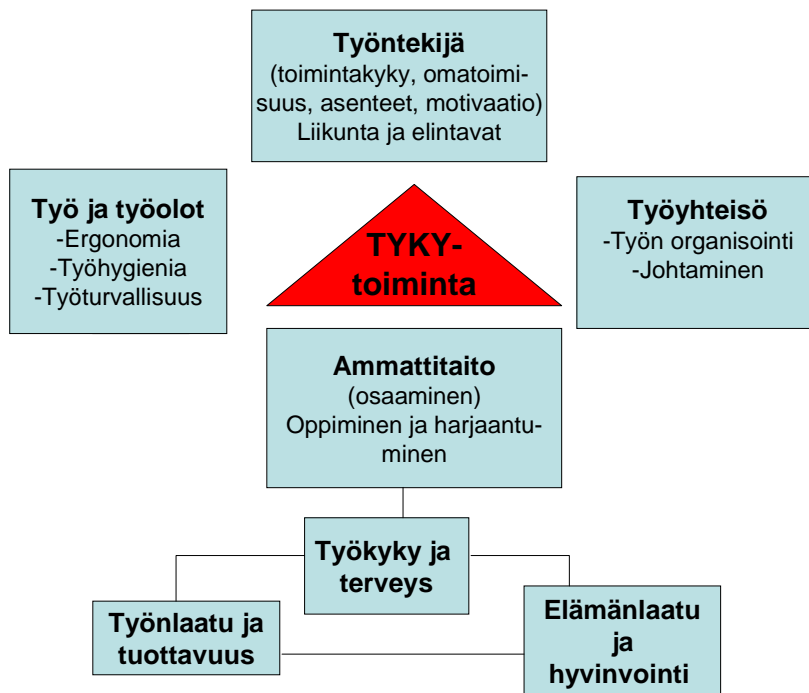 Työntekijä
(toimintakyky, omatoimi-
suus, asenteet, motivaatio)
Liikunta ja elintavat
Työ ja työolot
-Ergonomia
-Työhygienia
-Työturvallisuus
TYKY-
toiminta
Työyhteisö
-Työn organisointi
-Johtaminen
Ammattitaito
(osaaminen)
Oppiminen ja harjaantu-
minen
Työkyky ja
terveys
Työnlaatu ja
tuottavuus
Elämänlaatu
ja
hyvinvointi